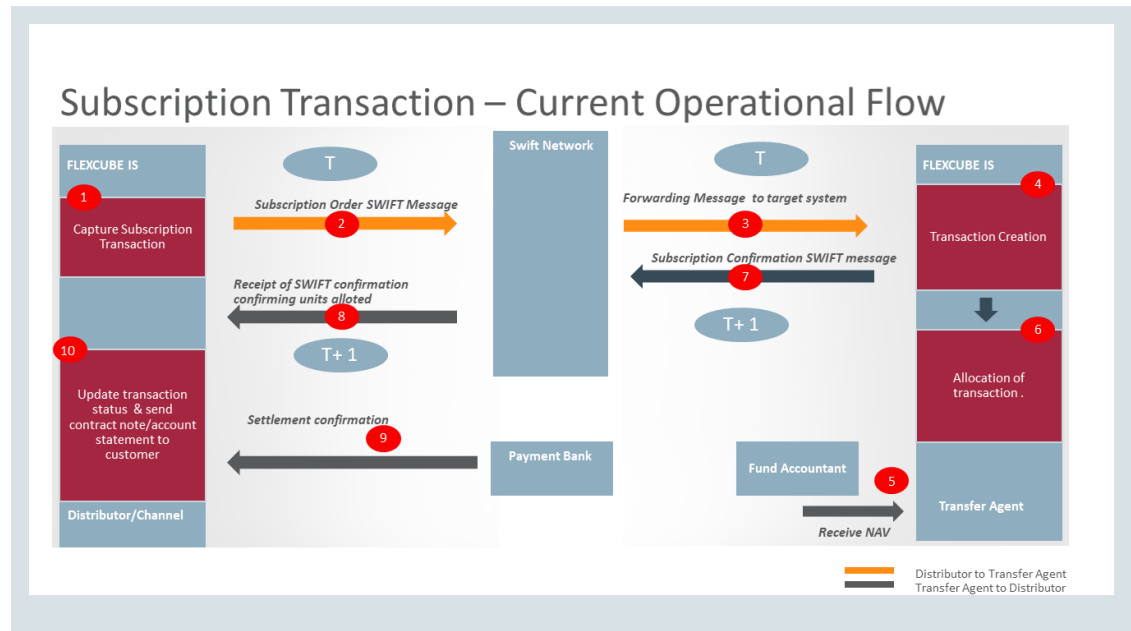 Subscription Transaction – Current Operational Flow
FLEXCUBE IS
1
Capture Subscription
Transaction
T
Subscription Order SWIFT Message
2
Swift Network
T
Forwarding Message to target system
3
FLEXCUBE IS
4
Transaction Creation
Subscription Confirmation SWIFT message
7
Receipt of SWIFT confirmation
confirming units alloted
8
T+ 1
T+ 1
6
Allocation of
transaction .
10
Update transaction
status & send
contract note/account
statement to
customer
Settlement confirmation
9
Payment Bank
Fund Accountant
5
Receive NAV
Transfer Agent
Distributor/Channel
Distributor to Transfer Agent
Transfer Agent to Distributor